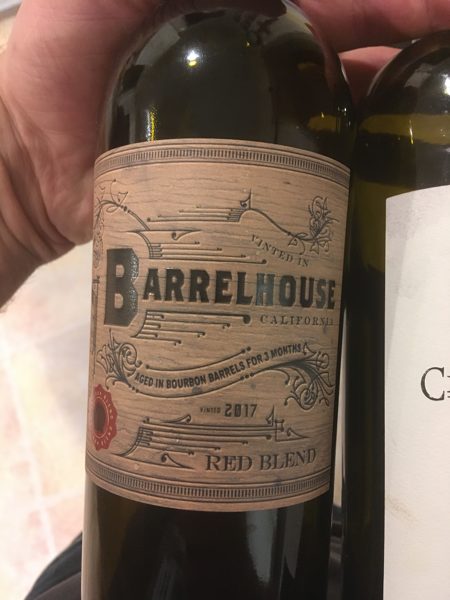 VINTED IN
BARRELHOUSE
CALIFORNIA
AGED IN BOURBON BARRELS FOR 3 MONTHS
VINTED 2017
RED BLEND
C